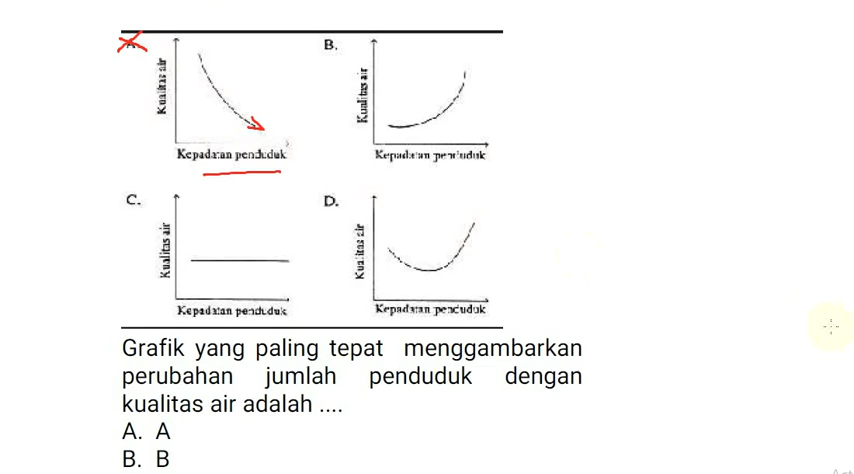 A. B.
Kualitas air Kualitas air
Kepadatan penduduk Kepadatan penduduk
C. D.
Kualitas air Kualitas air
Kepadatan penduduk Kepadatan penduduk
Grafik yang paling tepat menggambarkan
perubahan jumlah penduduk dengan
kualitas air adalah ....
A. A
B. B